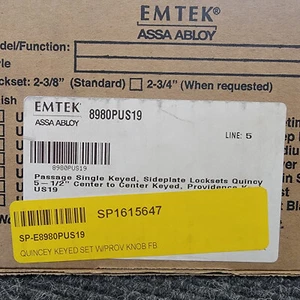 EMTEK
ASSA ABLOY
odel/Function:
yle
ckset: 2-3/8" (Standard) 2-3/4" (When requested)
ish
EMTEK
ASSA ABLOY
8980PUS19
LINE: 5
8980PUS19
Passage Single Keyed, Sideplate Locksets Quincy
5-1/2" Center to Center Keyed, Providence K
US19
SP1615647
SP-E8980PUS19
QUINCEY KEYED SET W/PROV KNOB FB